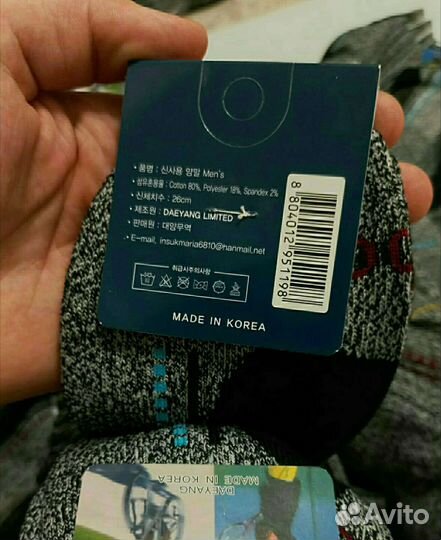 • 품명 : 신사용 양말 Men's
• 섬유혼용율 : Cotton 80%, Polyester 18%, Spandex 2%
• 신체치수 : 26cm
• 제조원 : DAEYANG LIMITED
• 판매원 : 대양무역
• E-mail, insukmaria6810@hanmail.net
취급시주의사항
MADE IN KOREA
8 804012 951198
DAEYANG
MADE IN KOREA
Avito